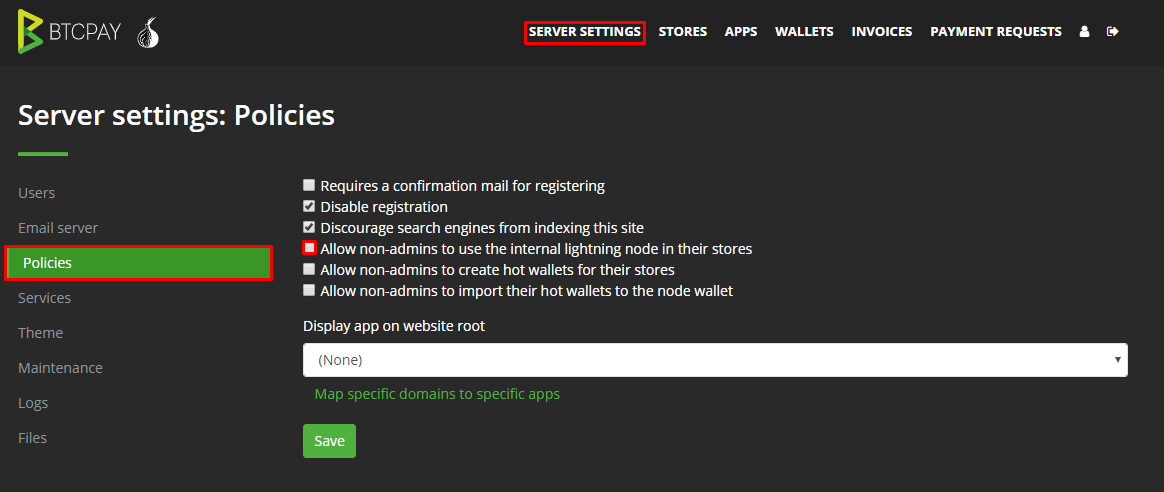 BTCPAY
SERVER SETTINGS STORES APPS WALLETS INVOICES PAYMENT REQUESTS
Server settings: Policies
Users
Email server
Policies
Services
Theme
Maintenance
Logs
Files
Requires a confirmation mail for registering
Disable registration
Discourage search engines from indexing this site
Allow non-admins to use the internal lightning node in their stores
Allow non-admins to create hot wallets for their stores
Allow non-admins to import their hot wallets to the node wallet
Display app on website root
(None)
Map specific domains to specific apps
Save